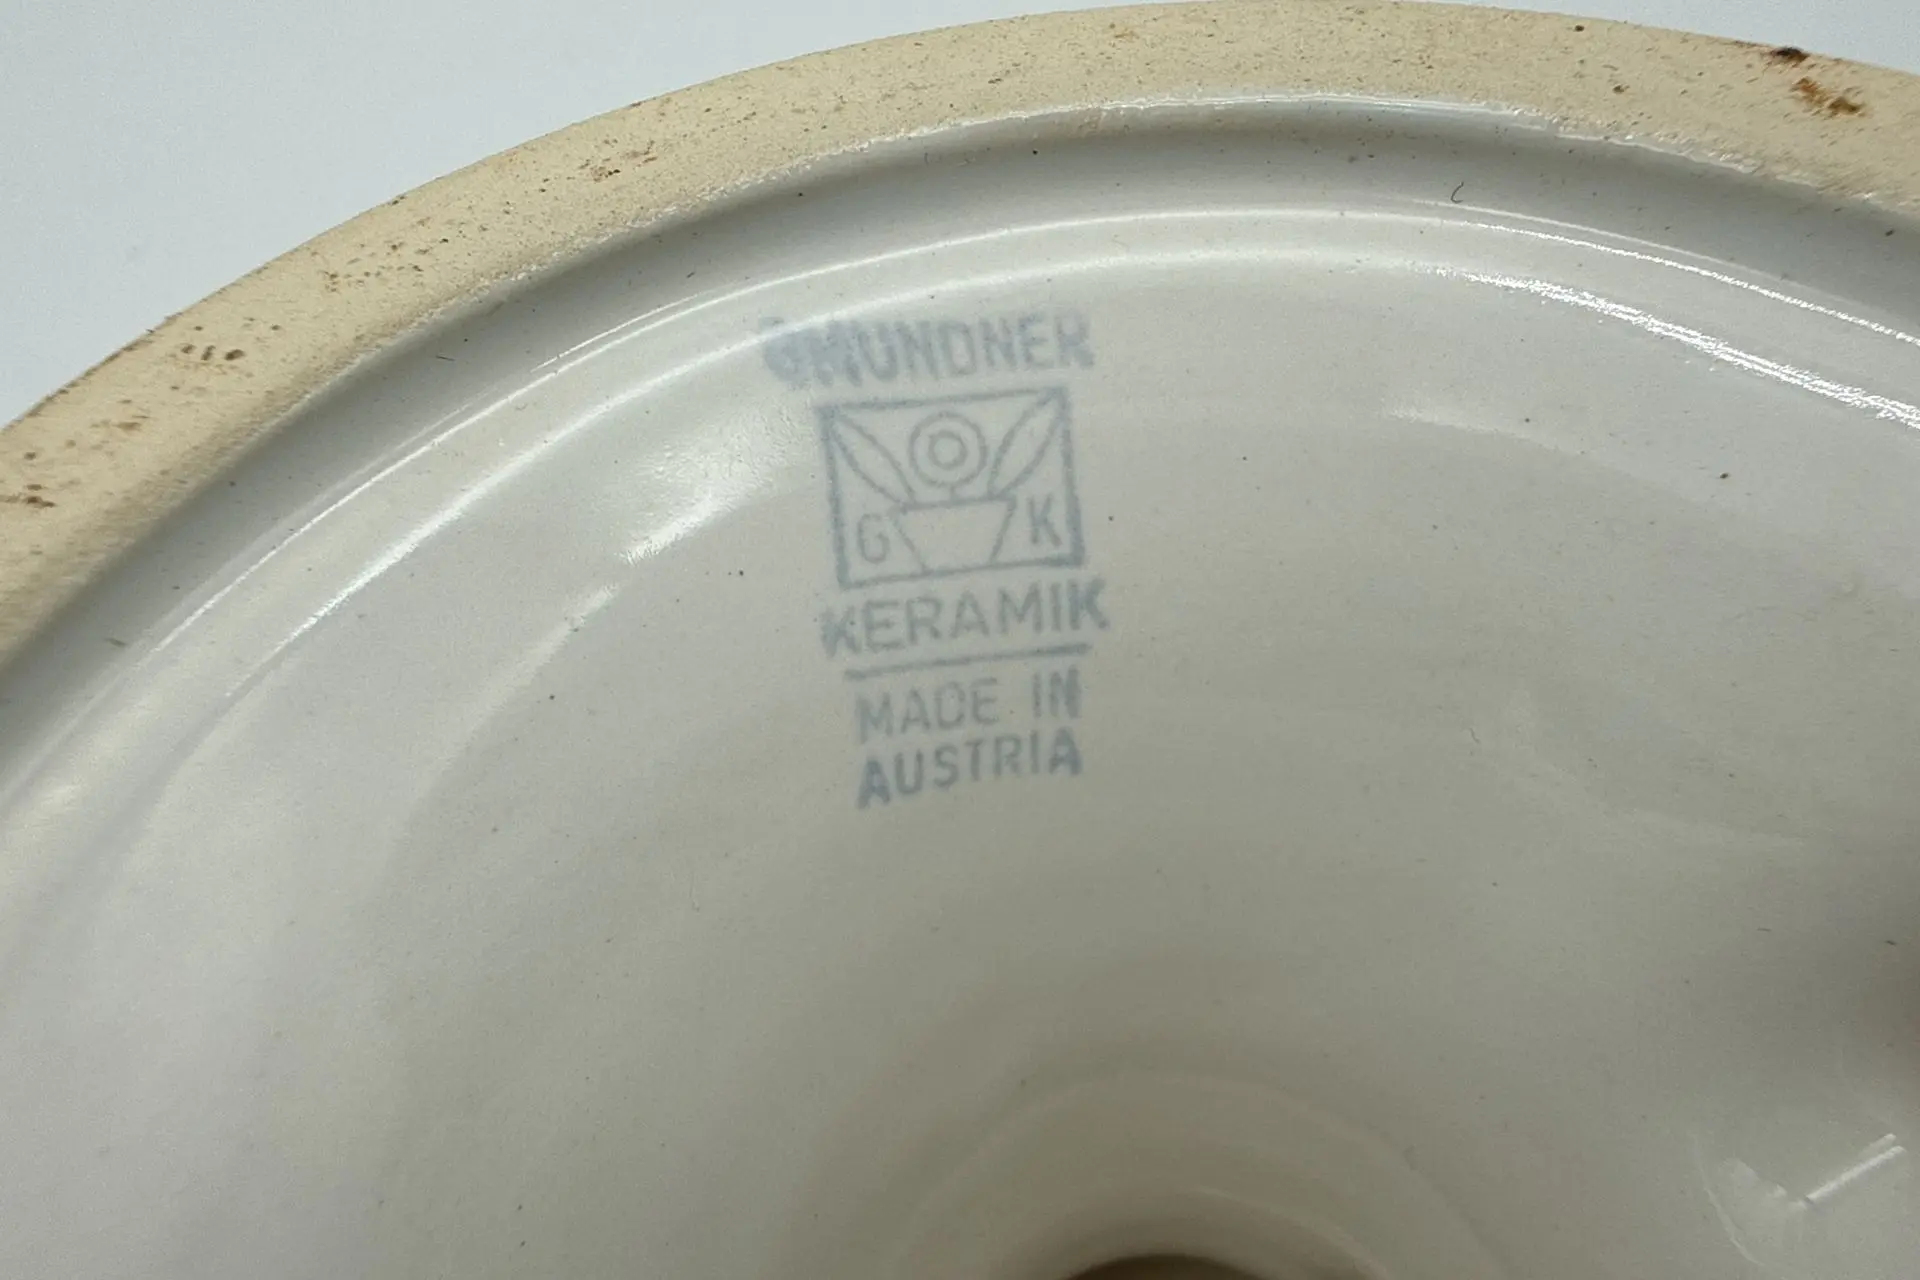 GMUNDNER
G K
KERAMIK
MADE IN
AUSTRIA